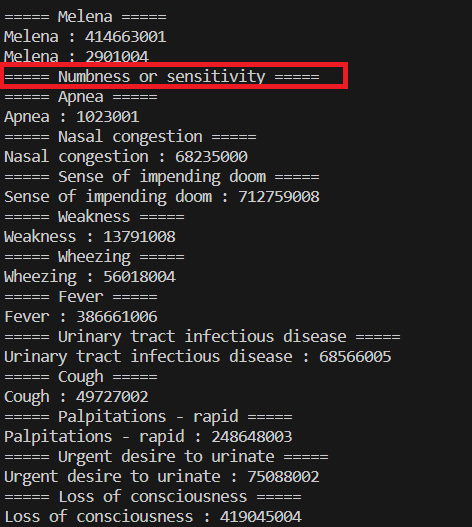 ===== Melena =====
Melena : 414663001
Melena : 2901004
===== Numbness or sensitivity =====
===== Apnea =====
Apnea : 1023001
===== Nasal congestion =====
Nasal congestion : 68235000
===== Sense of impending doom =====
Sense of impending doom : 712759008
===== Weakness =====
Weakness : 13791008
===== Wheezing =====
Wheezing : 56018004
===== Fever =====
Fever : 386661006
===== Urinary tract infectious disease =====
Urinary tract infectious disease : 68566005
===== Cough =====
Cough : 49727002
===== Palpitations - rapid =====
Palpitations - rapid : 248648003
===== Urgent desire to urinate =====
Urgent desire to urinate : 75088002
===== Loss of consciousness =====
Loss of consciousness : 419045004